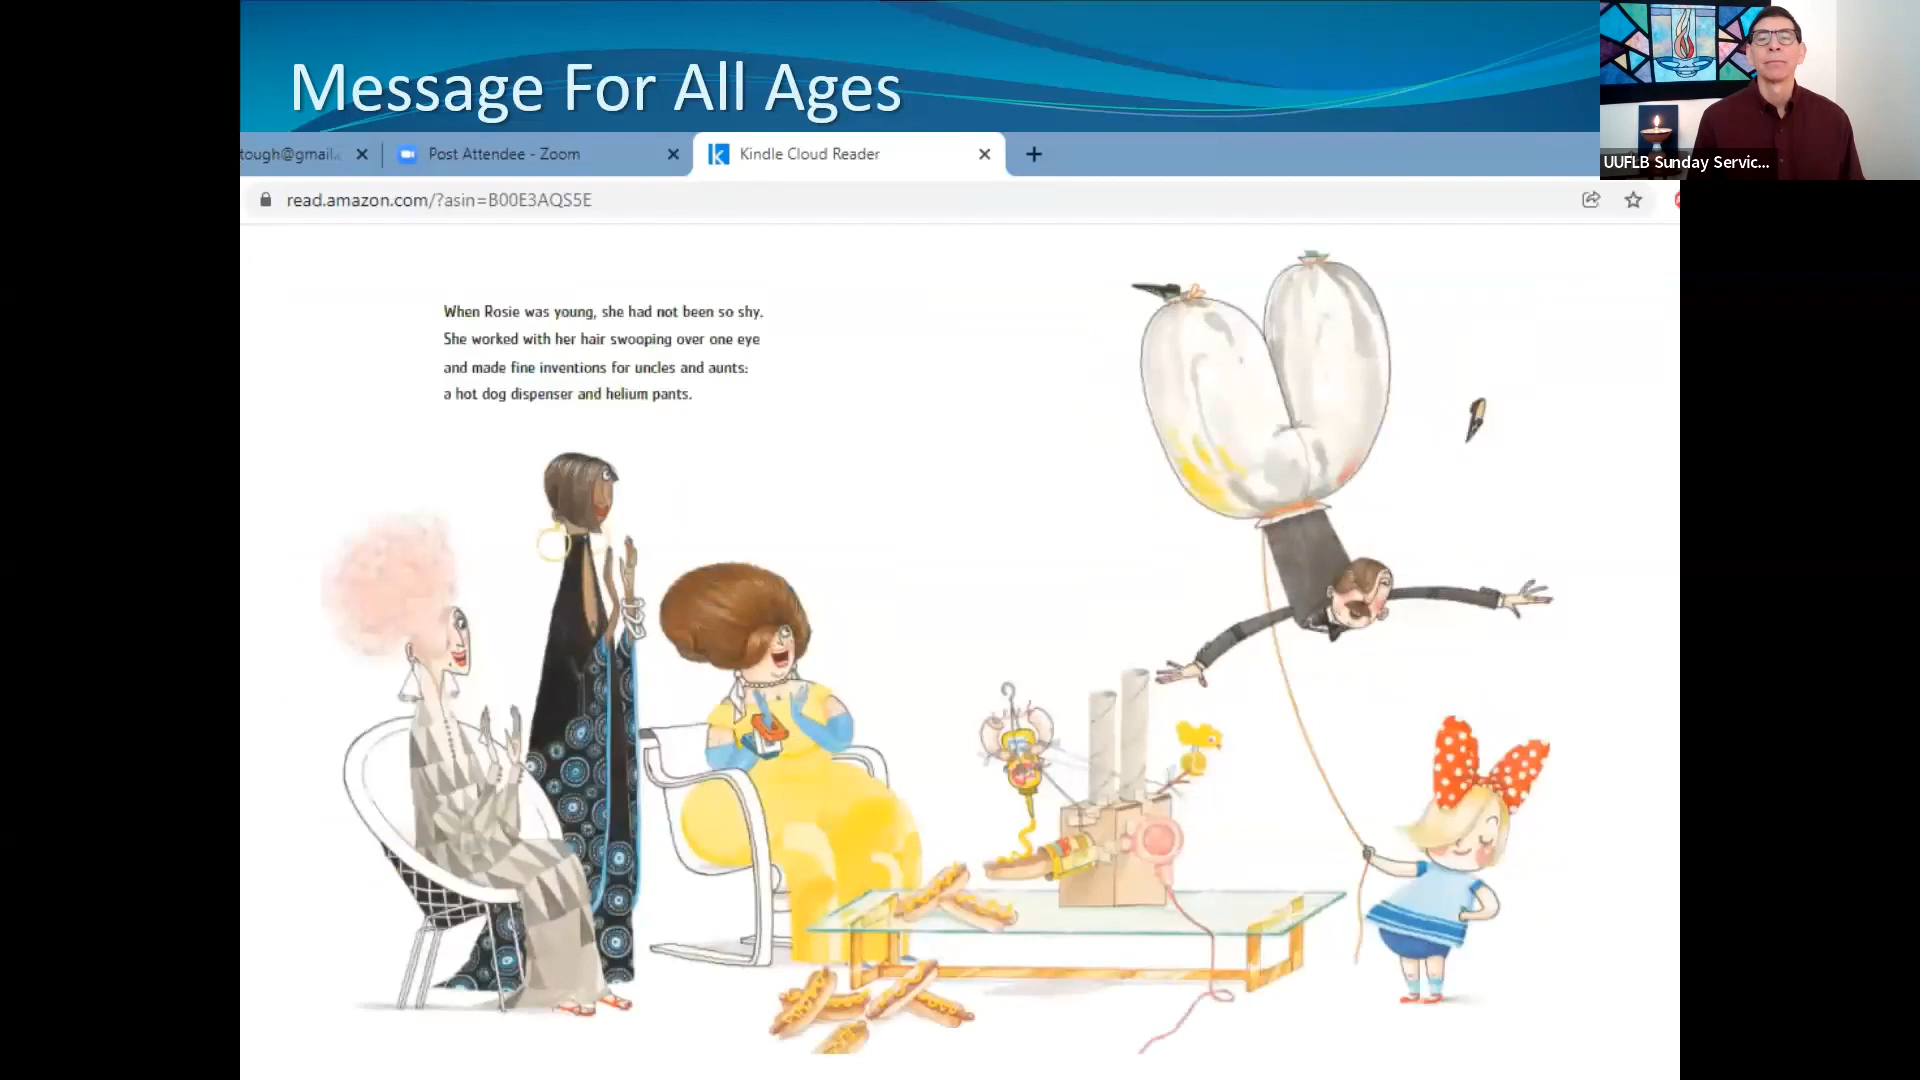 Message For All Ages
tough@gmail.
Post Attendee - Zoom
Kindle Cloud Reader
read.amazon.com/?asin=B00E3AQS5E
UUFLB Sunday Servic...
When Rosie was young, she had not been so shy.
She worked with her hair swooping over one eye
and made fine inventions for uncles and aunts:
a hot dog dispenser and helium pants.